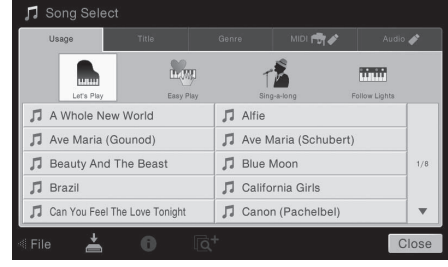 Song Select
Usage Title Genre MIDI Audio
Let's Play Easy Play Sing-a-long Follow Lights
A Whole New World Alfie
Ave Maria (Gounod) Ave Maria (Schubert)
Beauty And The Beast Blue Moon 1/8
Brazil California Girls
Can You Feel The Love Tonight Canon (Pachelbel)
File Close